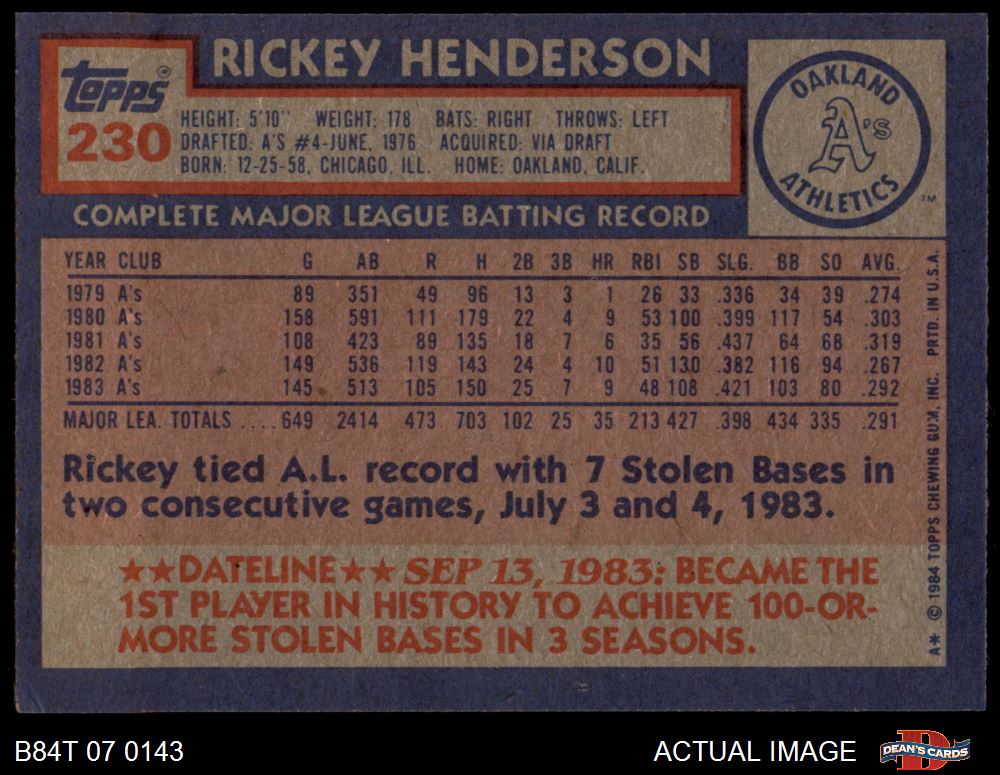 topps®
230
RICKEY HENDERSON
HEIGHT: 5'10" WEIGHT: 178 BATS: RIGHT THROWS: LEFT
DRAFTED: A'S #4-JUNE, 1976 ACQUIRED: VIA DRAFT
BORN: 12-25-58, CHICAGO, ILL. HOME: OAKLAND, CALIF.
OAKLAND
A's
ATHLETICS
TM
COMPLETE MAJOR LEAGUE BATTING RECORD
YEAR CLUB G AB R H 2B 3B HR RBI SB SLG. BB SO AVG.
1979 A's 89 351 49 96 13 3 1 26 33 .336 34 39 .274
1980 A's 158 591 111 179 22 4 9 53 100 .399 117 54 .303
1981 A's 108 423 89 135 18 7 6 35 56 .437 64 68 .319
1982 A's 149 536 119 143 24 4 10 51 130 .382 116 94 .267
1983 A's 145 513 105 150 25 7 9 48 108 .421 103 80 .292
MAJOR LEA. TOTALS ....649 2414 473 703 102 25 35 213 427 .398 434 335 .291
Rickey tied A.L. record with 7 Stolen Bases in
two consecutive games, July 3 and 4, 1983.
★★DATELINE★★ SEP 13, 1983: BECAME THE
1ST PLAYER IN HISTORY TO ACHIEVE 100-OR-
MORE STOLEN BASES IN 3 SEASONS.
A* © 1984 TOPPS CHEWING GUM, INC. PRTD. IN U.S.A.
B84T 07 0143
ACTUAL IMAGE
D
DEAN'S CARDS